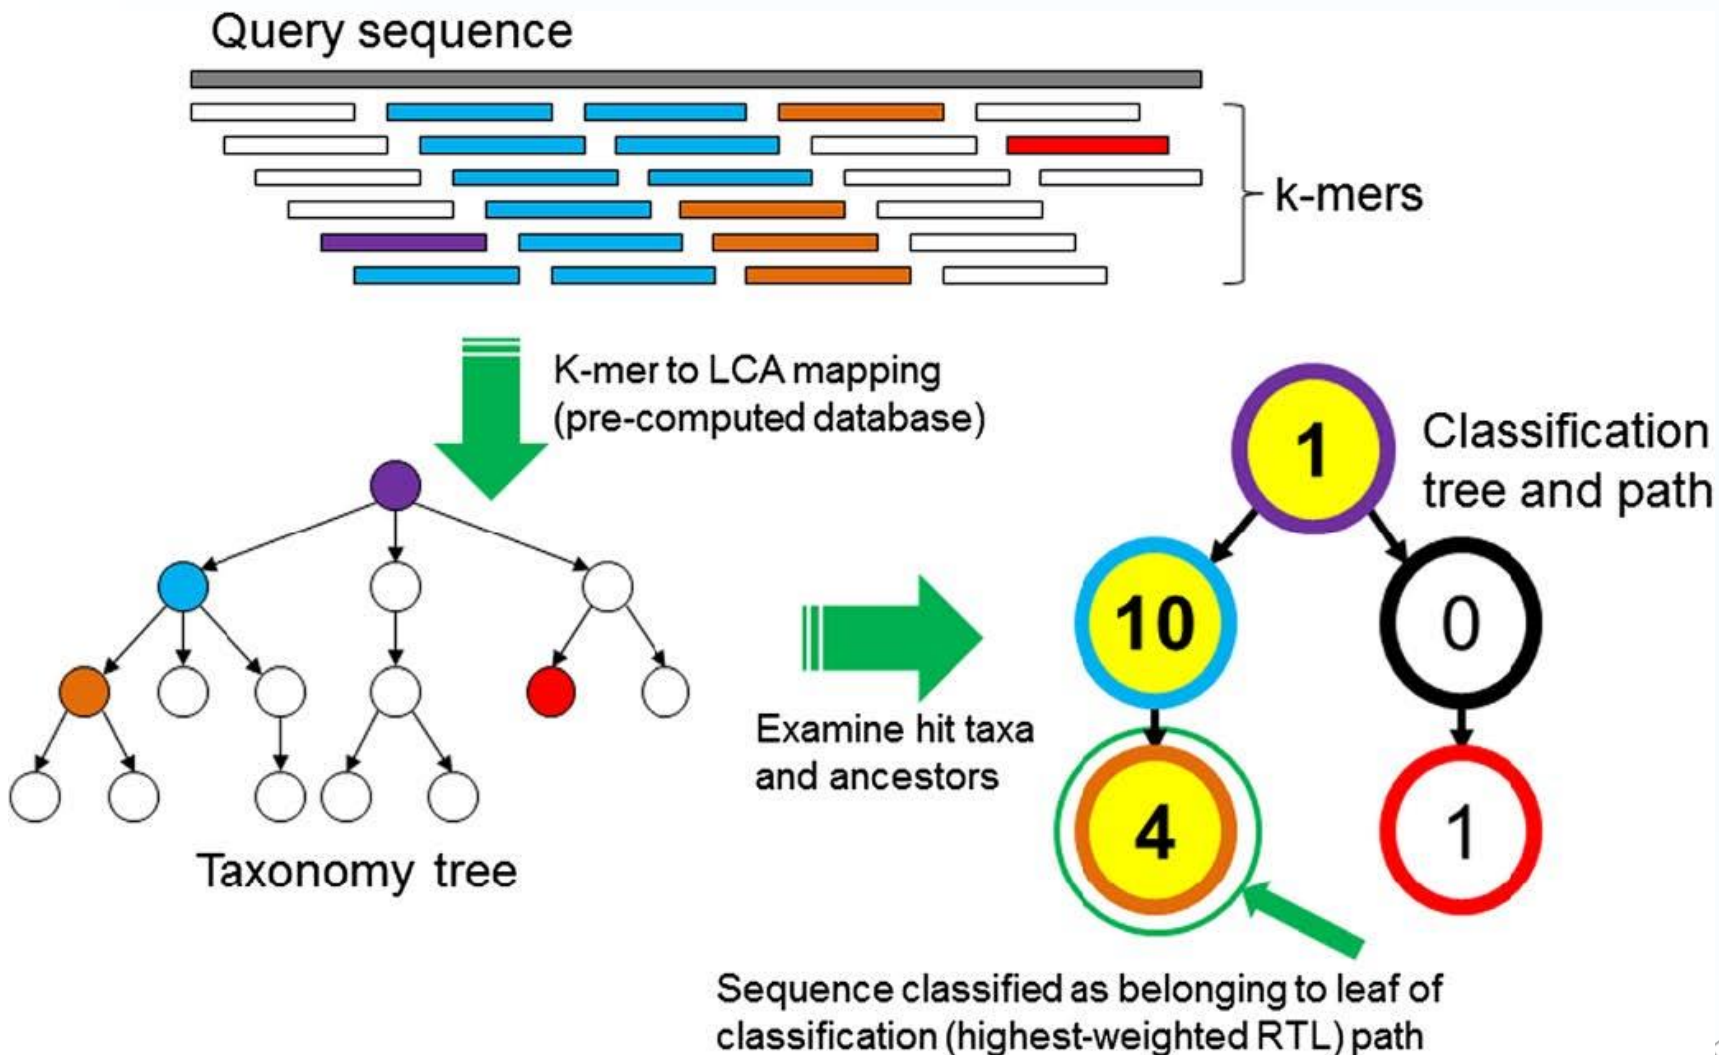 Query sequence
k-mers
K-mer to LCA mapping
(pre-computed database)
Classification
tree and path
1
10
0
4
1
Examine hit taxa
and ancestors
Taxonomy tree
Sequence classified as belonging to leaf of
classification (highest-weighted RTL) path